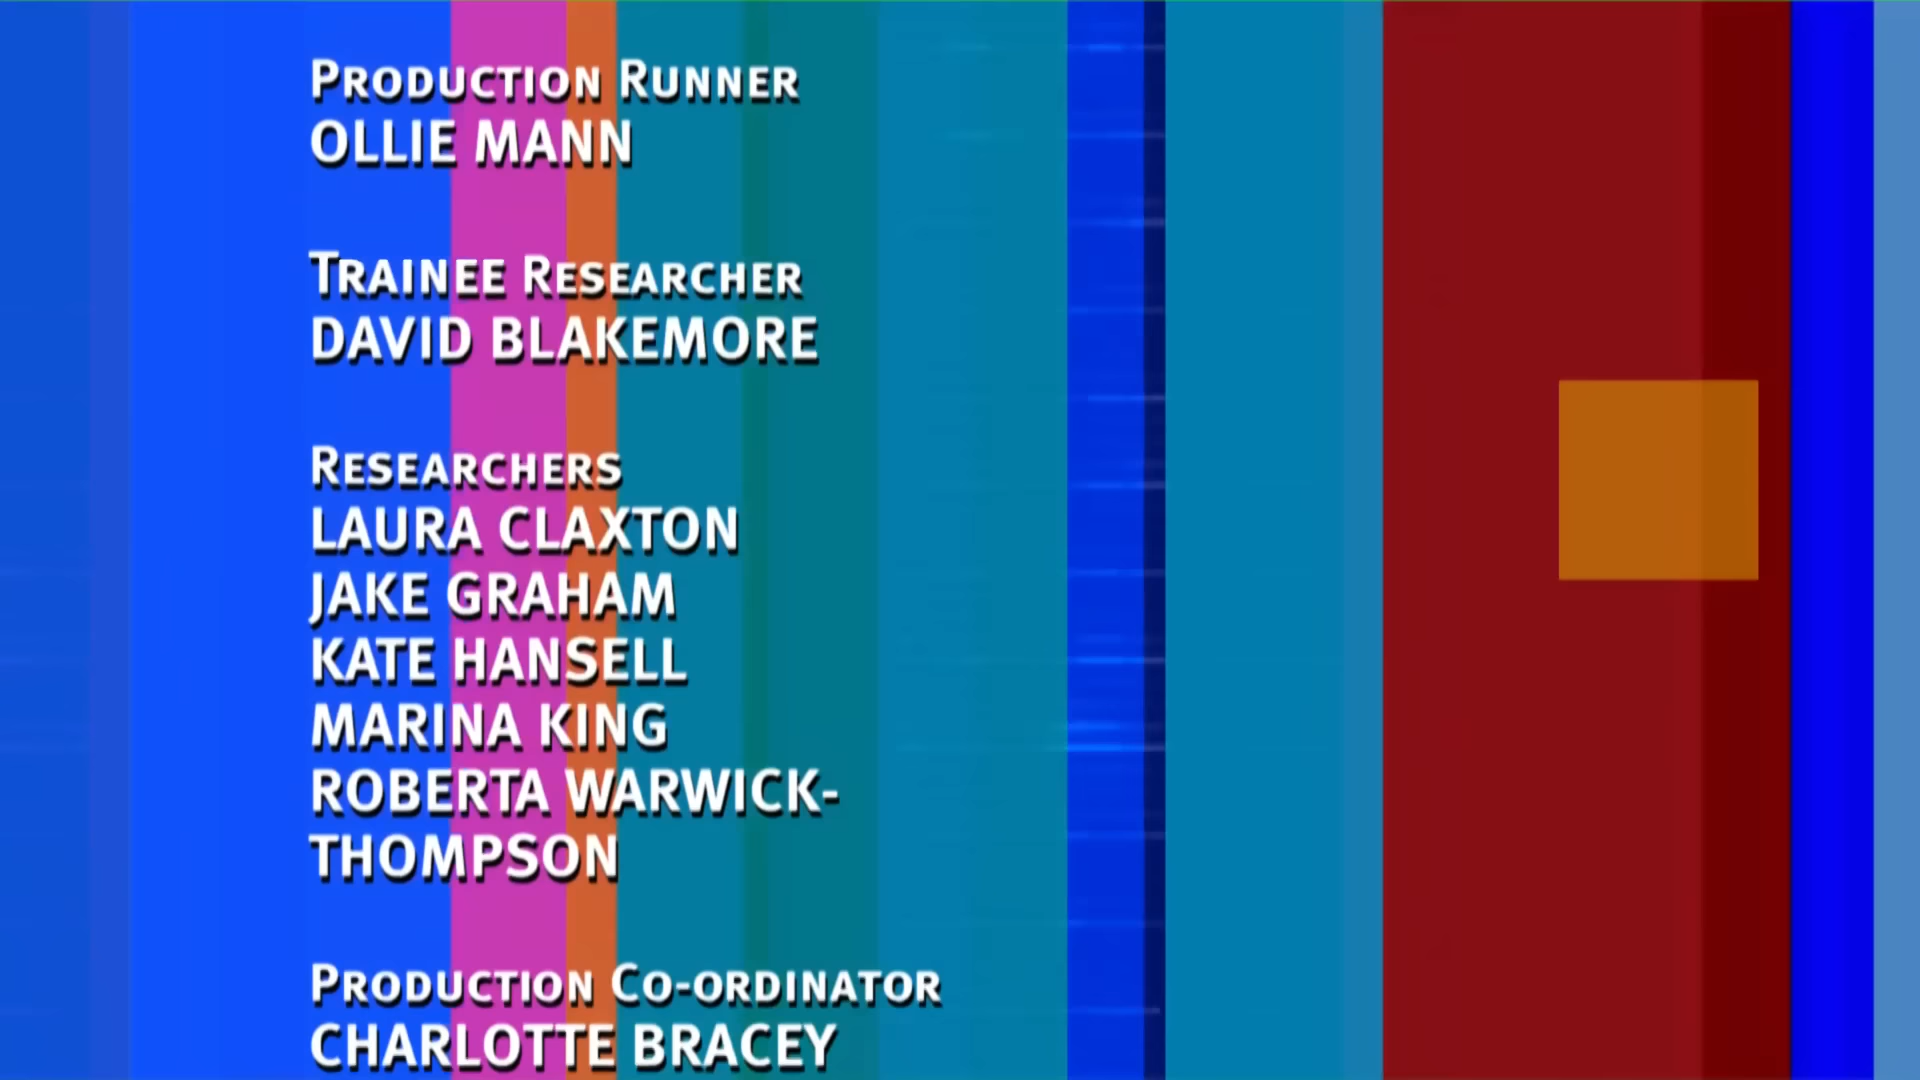 Production Runner
OLLIE MANN
Trainee Researcher
DAVID BLAKEMORE
Researchers
LAURA CLAXTON
JAKE GRAHAM
KATE HANSELL
MARINA KING
ROBERTA WARWICK-
THOMPSON
Production Co-ordinator
CHARLOTTE BRACEY